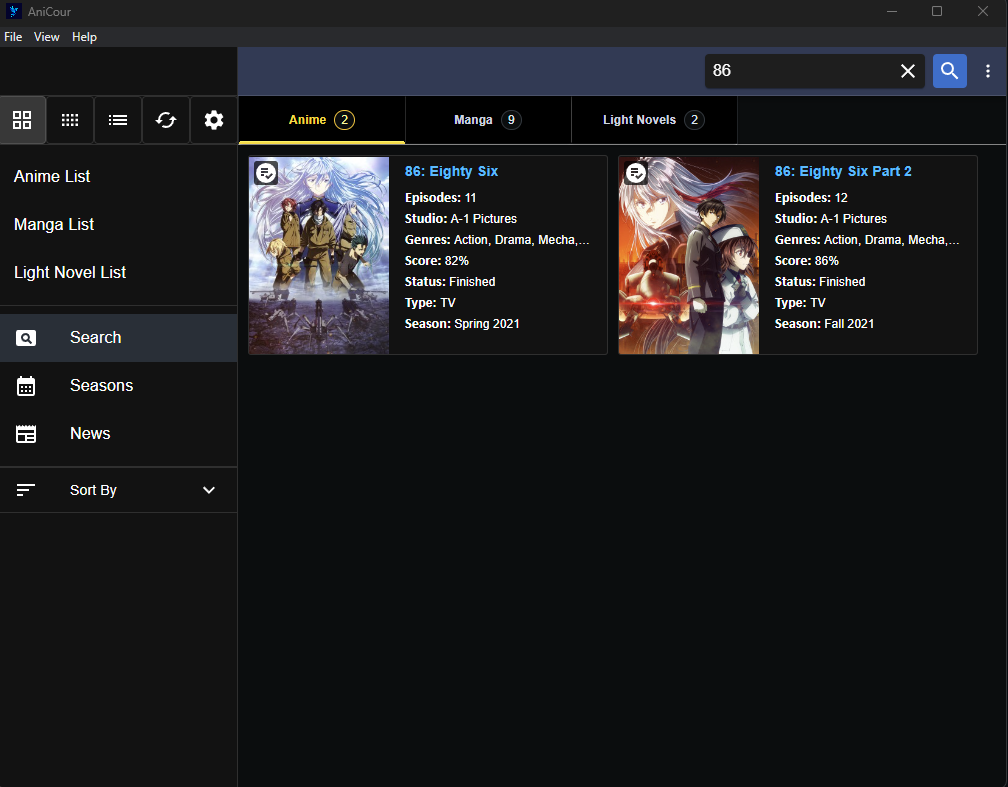 AniCour
File View Help
86
Anime 2
Manga 9
Light Novels 2
Anime List
Manga List
Light Novel List
Search
Seasons
News
Sort By
86: Eighty Six
Episodes: 11
Studio: A-1 Pictures
Genres: Action, Drama, Mecha,...
Score: 82%
Status: Finished
Type: TV
Season: Spring 2021
86: Eighty Six Part 2
Episodes: 12
Studio: A-1 Pictures
Genres: Action, Drama, Mecha,...
Score: 86%
Status: Finished
Type: TV
Season: Fall 2021